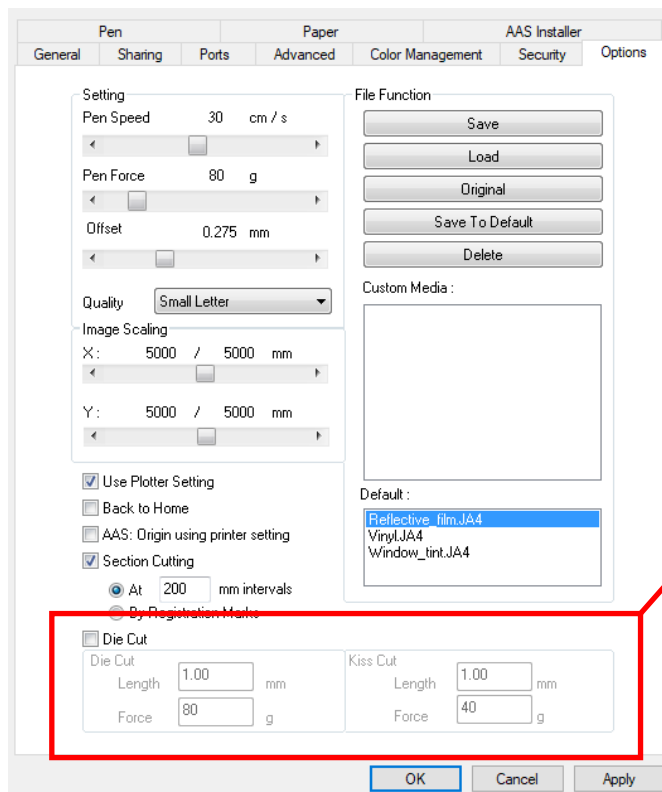 Pen Paper AAS Installer
General Sharing Ports Advanced Color Management Security Options
Setting
Pen Speed 30 cm / s
Pen Force 80 g
Offset 0.275 mm
Quality Small Letter
Image Scaling
X : 5000 / 5000 mm
Y : 5000 / 5000 mm
Use Plotter Setting
Back to Home
AAS: Origin using printer setting
Section Cutting
At 200 mm intervals
By Registration Marks
File Function
Save
Load
Original
Save To Default
Delete
Custom Media :
Default :
Reflective_film.JA4
Vinyl.JA4
Window_tint.JA4
Die Cut
Die Cut
Length 1.00 mm
Force 80 g
Kiss Cut
Length 1.00 mm
Force 40 g
OK Cancel Apply